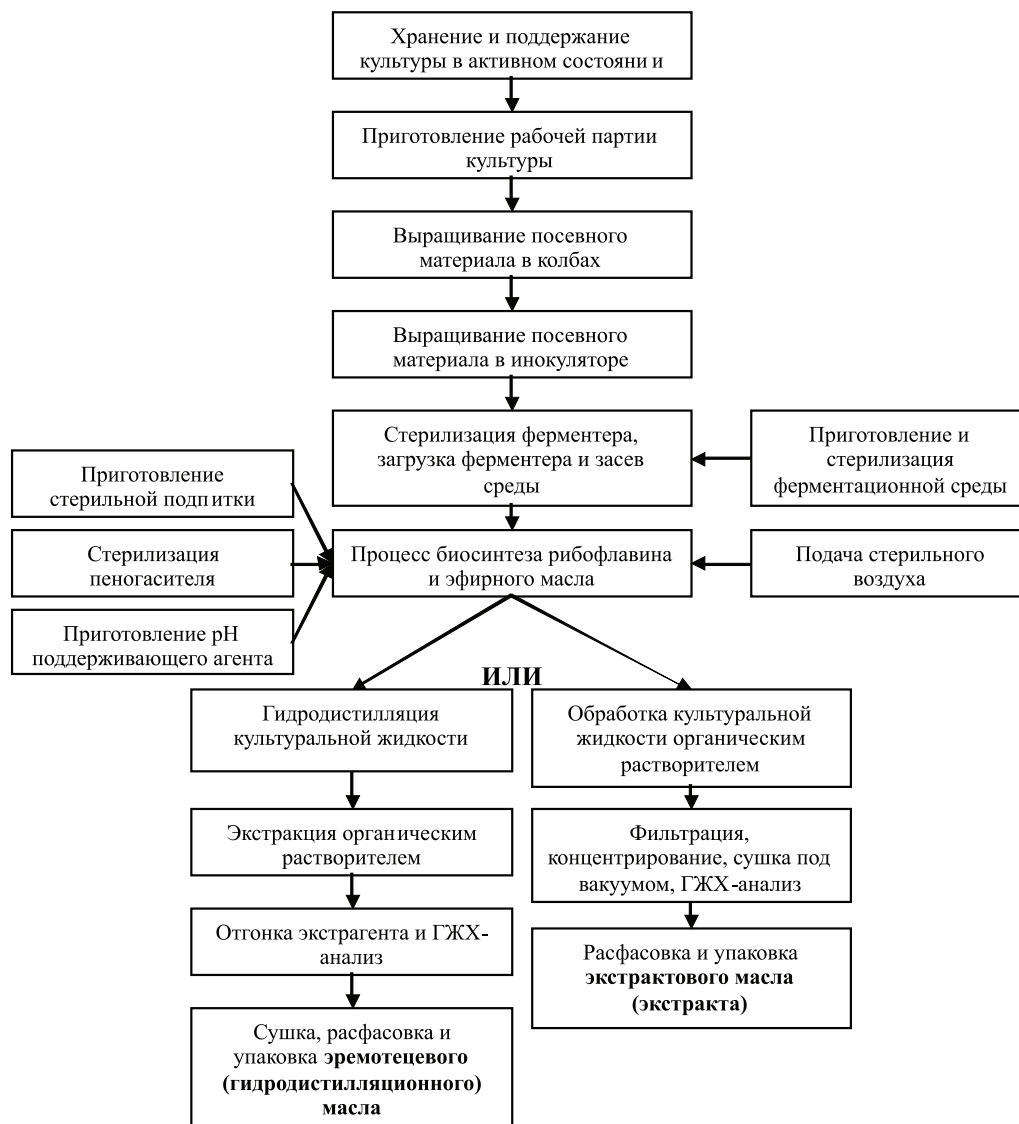 Хранение и поддержание
культуры в активном состоянии
Приготовление рабочей партии
культуры
Выращивание посевного
материала в колбах
Выращивание посевного
материала в инокуляторе
Стерилизация ферментера,
загрузка ферментера и засев
среды
Приготовление и
стерилизация
ферментационной среды
Приготовление
стерильной подпитки
Стерилизация
пеногасителя
Приготовление pH
поддерживающего агента
Процесс биосинтеза рибофлавина
и эфирного масла
Подача стерильного
воздуха
ИЛИ
Гидродистилляция
культуральной жидкости
Экстракция органическим
растворителем
Отгонка экстрагента и ГЖХ-
анализ
Сушка, расфасовка и
упаковка эремотецевого
(гидродистилляционного)
масла
Обработка культуральной
жидкости органическим
растворителем
Фильтрация,
концентрирование, сушка под
вакуумом, ГЖХ-анализ
Расфасовка и упаковка
экстрактового масла
(экстракта)